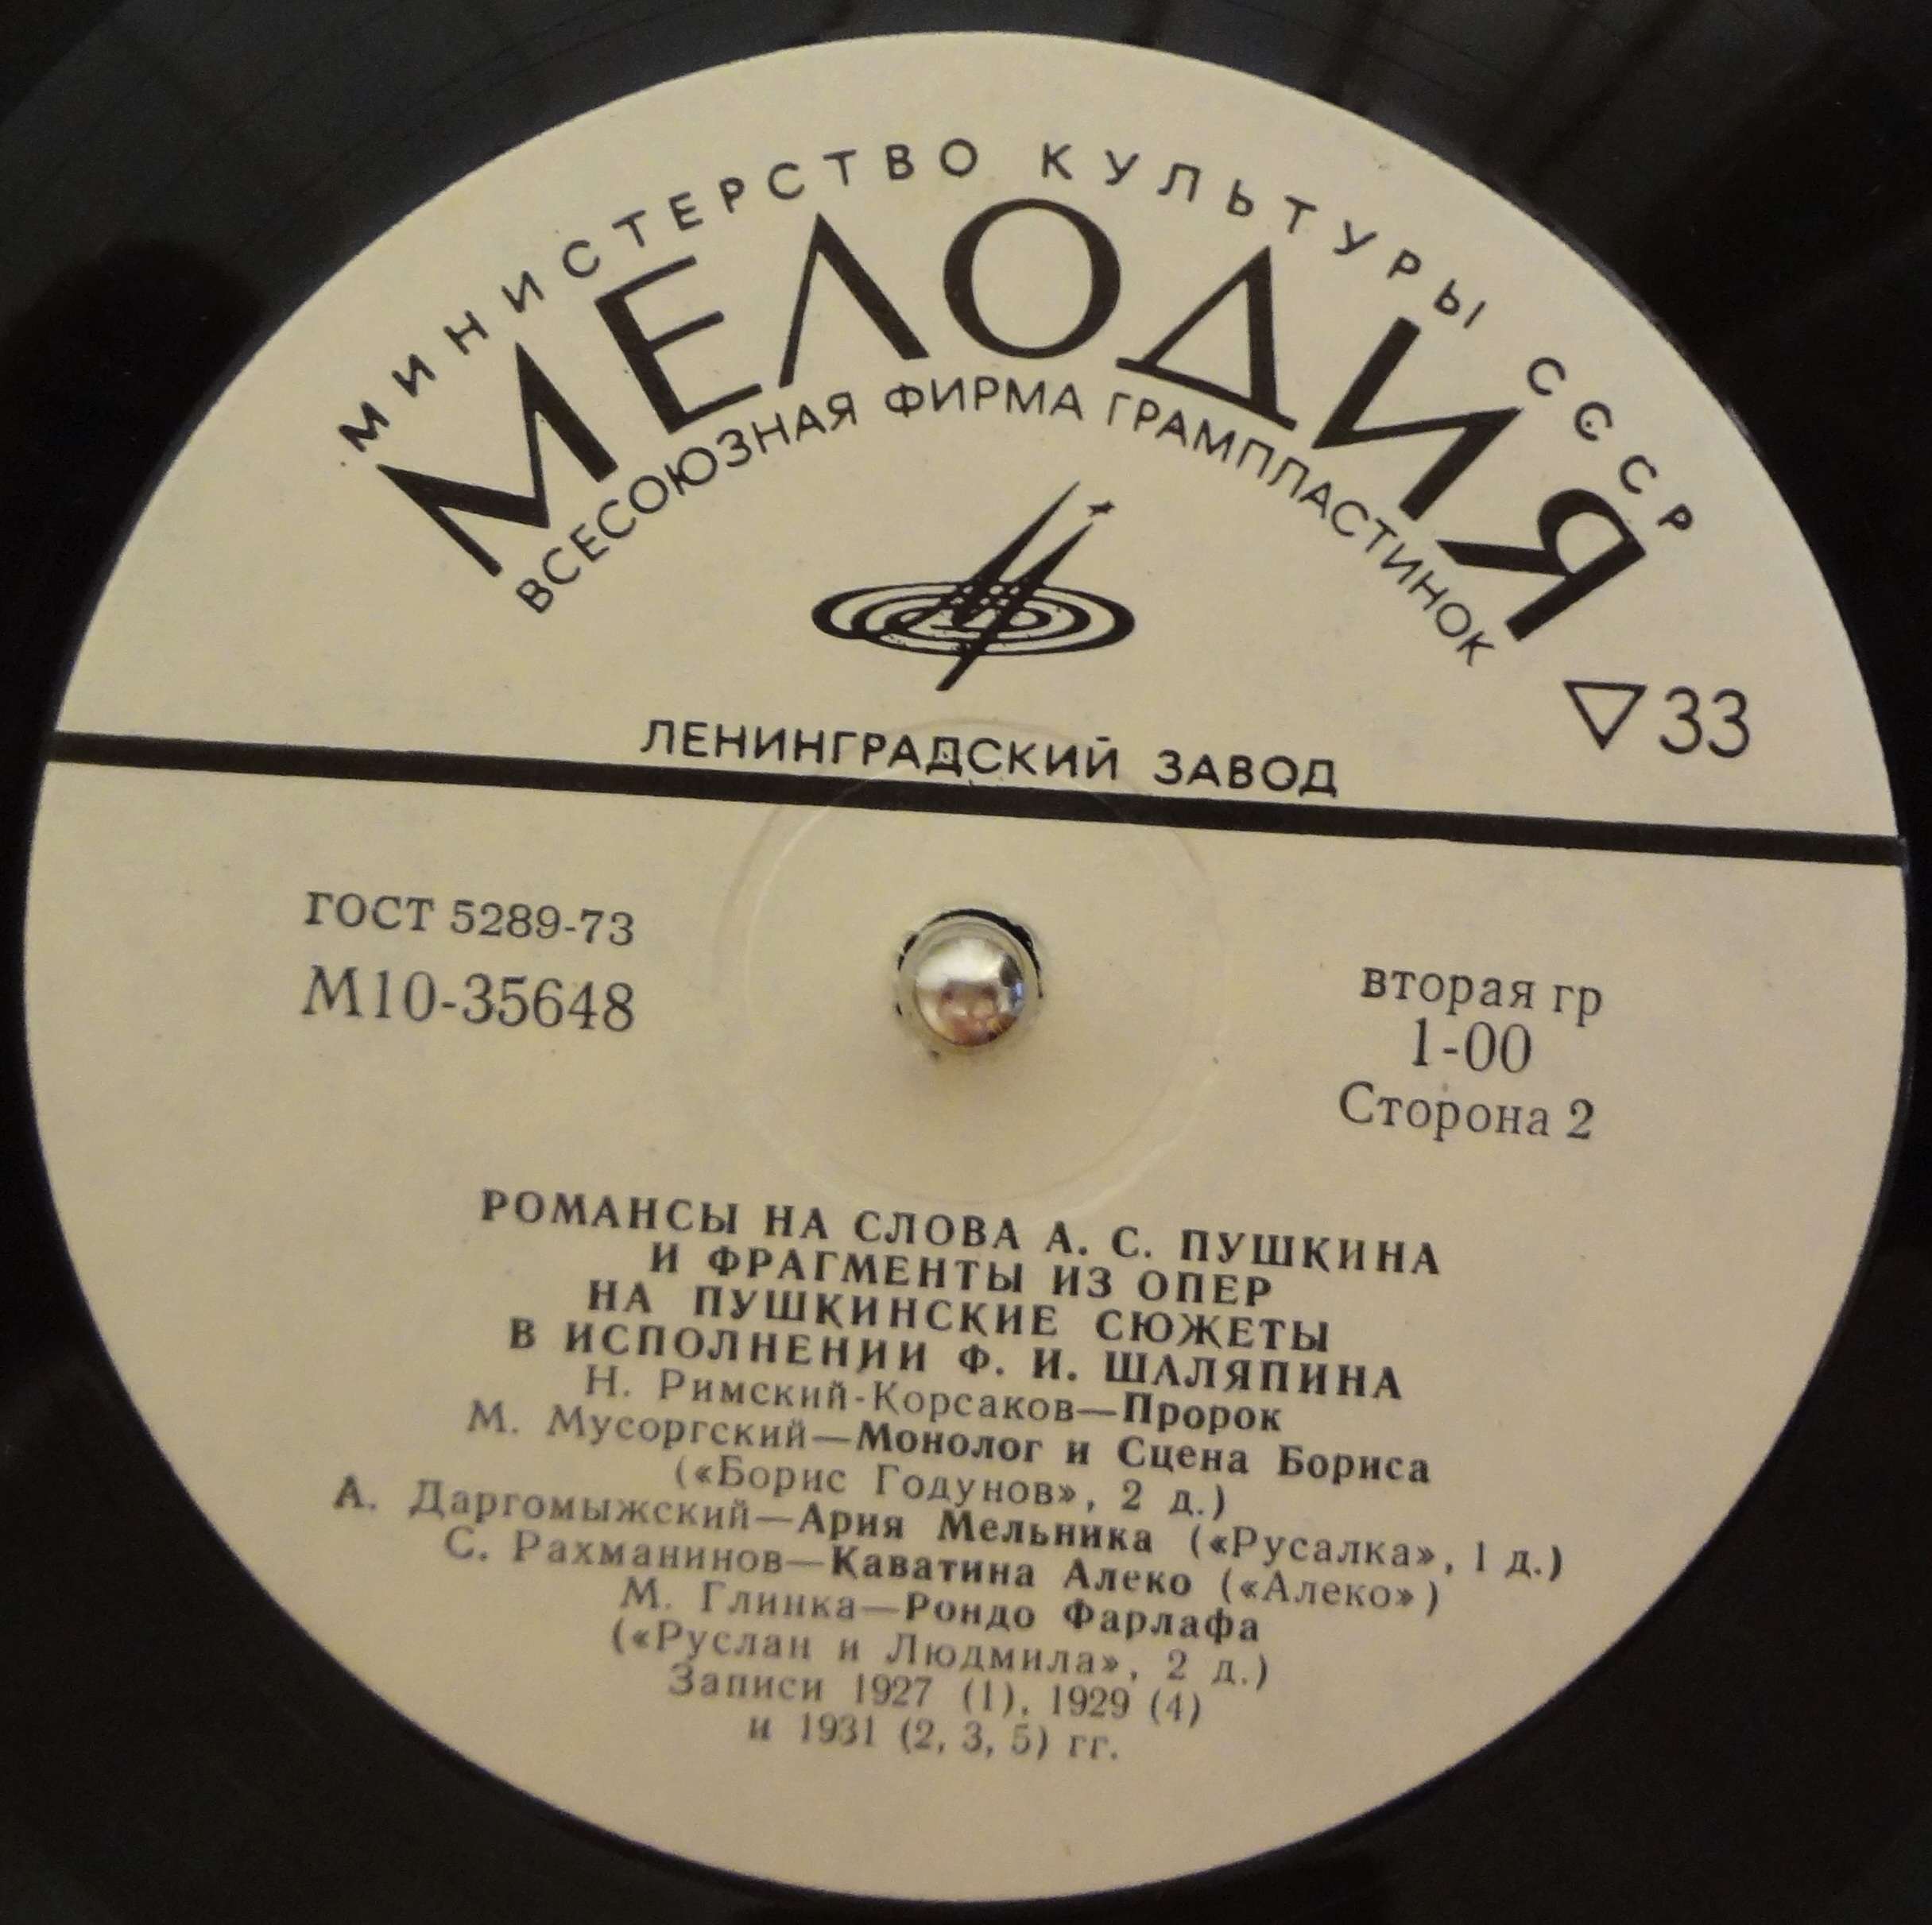 МИНИСТЕРСТВО КУЛЬТУРЫ СССР
МЕЛОДИЯ
ВСЕСОЮЗНАЯ ФИРМА ГРАМПЛАСТИНОК
▽33
ЛЕНИНГРАДСКИЙ ЗАВОД
ГОСТ 5289-73
М10-35648
вторая гр
1-00
Сторона 2
РОМАНСЫ НА СЛОВА А. С. ПУШКИНА
И ФРАГМЕНТЫ ИЗ ОПЕР
НА ПУШКИНСКИЕ СЮЖЕТЫ
В ИСПОЛНЕНИИ Ф. И. ШАЛЯПИНА
Н. Римский-Корсаков—Пророк
М. Мусоргский—Монолог и Сцена Бориса
(«Борис Годунов», 2 д.)
А. Даргомыжский—Ария Мельника («Русалка», 1 д.)
С. Рахманинов—Каватина Алеко («Алеко»)
М. Глинка—Рондо Фарлафа
(«Руслан и Людмила», 2 д.)
Записи 1927 (1), 1929 (4)
и 1931 (2, 3, 5) гг.